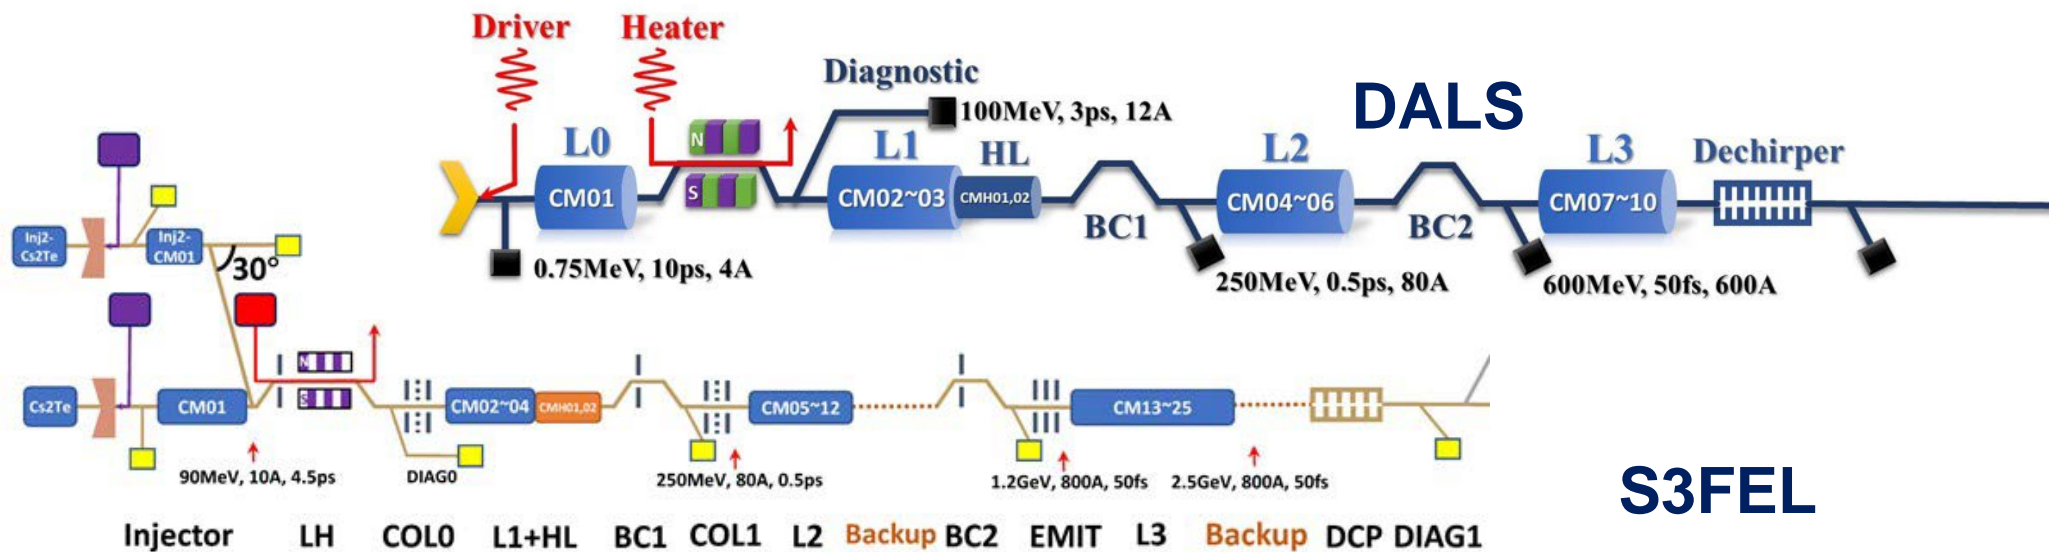 Driver
Heater
Diagnostic
100MeV, 3ps, 12A
DALS
L0
L1
HL
L2
L3
Dechirper
N
S
CM01
CM02~03
CMH01,02
CM04~06
CM07~10
BC1
BC2
0.75MeV, 10ps, 4A
250MeV, 0.5ps, 80A
600MeV, 50fs, 600A
Inj2-
Cs2Te
Inj2-
CM01
30°
N
S
Cs2Te
CM01
CM02~04
CMH01,02
CM05~12
CM13~25
90MeV, 10A, 4.5ps
DIAG0
250MeV, 80A, 0.5ps
1.2GeV, 800A, 50fs
2.5GeV, 800A, 50fs
S3FEL
Injector LH COL0 L1+HL BC1 COL1 L2 Backup BC2 EMIT L3 Backup DCP DIAG1